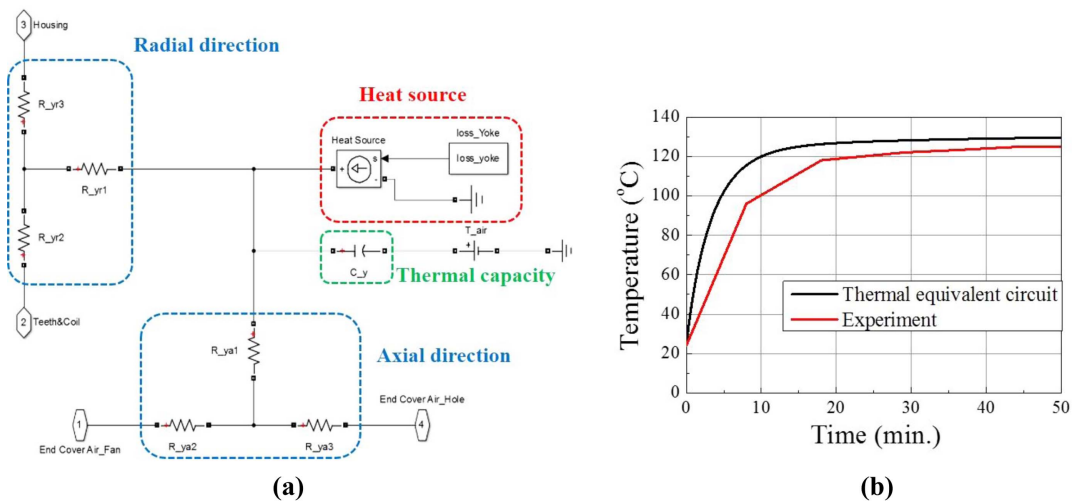 3
Housing
Radial direction
R_yr3
R_yr1
R_yr2
2
Teeth&Coil
Heat source
loss_Yoke
Heat Source
loss_yoke
S
+
-
T_air
+
+
C_y
Thermal capacity
+
R_ya1
Axial direction
End Cover Air_Hole
1
4
+
R_ya2
+
R_ya3
End Cover Air_Fan
(a)
Temperature (°C)
140
120
100
80
60
40
20
0 10 20 30 40 50
Time (min.)
Thermal equivalent circuit
Experiment
(b)